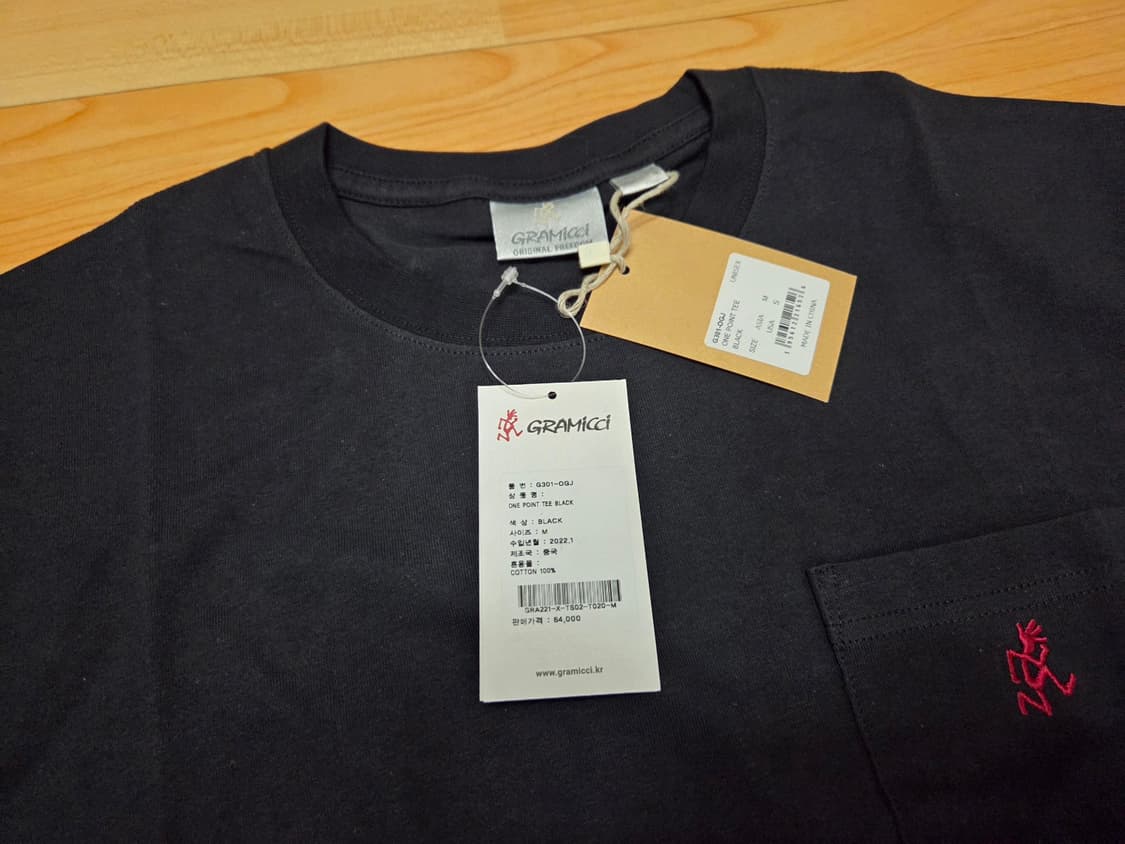 GRAMiCCi
ORIGINAL FREEDOM
G301-OGJ
ONE POINT TEE UNISEX
BLACK
SIZE ASIA M
USA S
MADE IN CHINA
GRAMiCCi
품 번 : G301-OGJ
상 품 명 :
ONE POINT TEE BLACK
색 상 : BLACK
사이즈 : M
수입년월 : 2022.1
제조국 : 중국
혼용율 :
COTTON 100%
GRA221-X-TS02-T020-M
판매가격 : 54,000
www.gramicci.kr